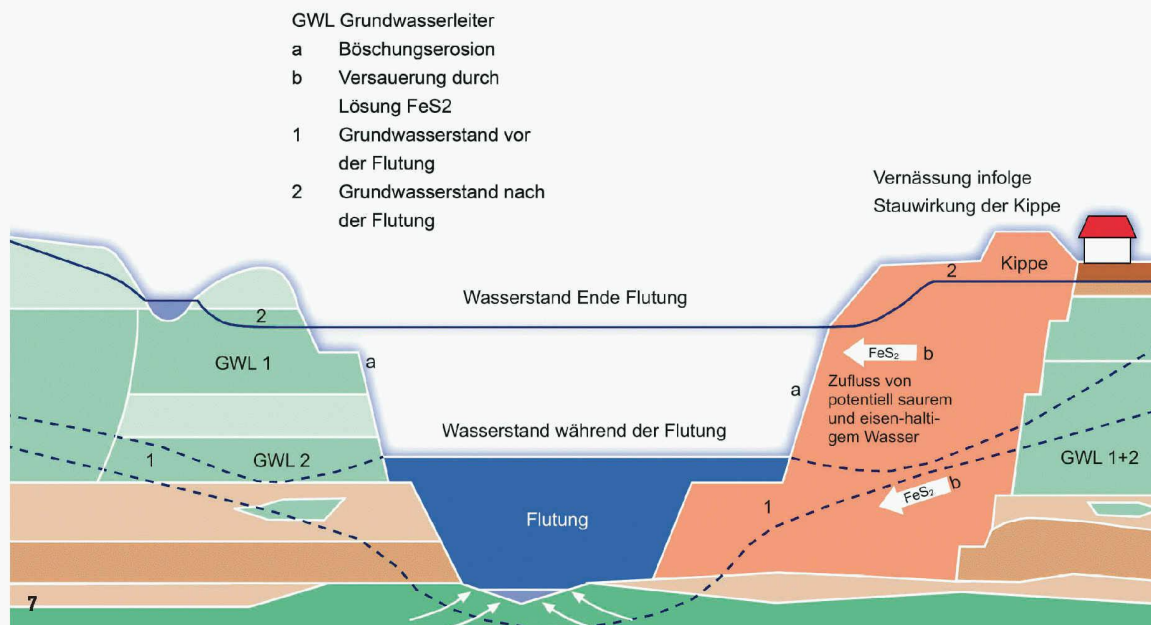 GWL Grundwasserleiter
a Böschungserosion
b Versauerung durch
Lösung FeS2
1 Grundwasserstand vor
der Flutung
2 Grundwasserstand nach
der Flutung
Vernässung infolge
Stauwirkung der Kippe
2 Kippe
Wasserstand Ende Flutung
2
GWL 1
a
FeS₂ b
a
Zufluss von
potentiell saurem
und eisen-halti-
gem Wasser
Wasserstand während der Flutung
1 GWL 2
GWL 1+2
FeS₂ b
1
Flutung
7